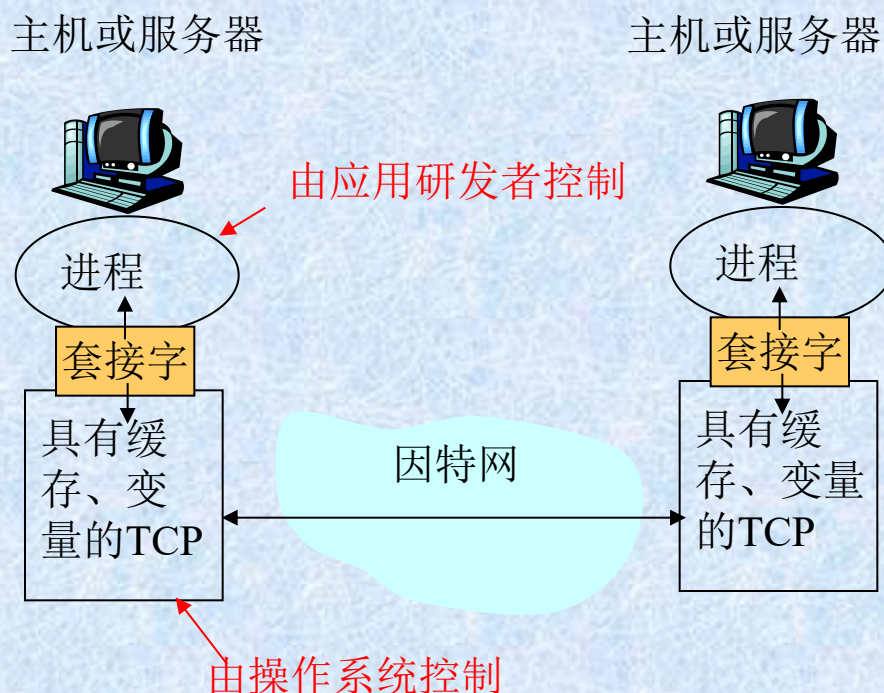 主机或服务器
主机或服务器
由应用研发者控制
进程
进程
套接字
套接字
具有缓
存、变
量的TCP
因特网
具有缓
存、变量
的TCP
由操作系统控制